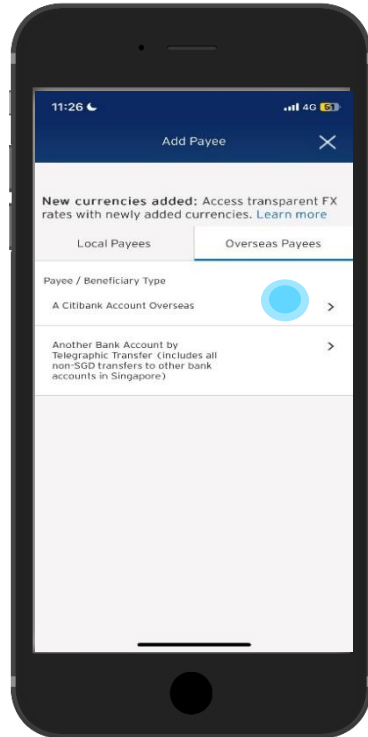 11:26
4G 51
Add Payee
New currencies added: Access transparent FX
rates with newly added currencies. Learn more
Local Payees
Overseas Payees
Payee / Beneficiary Type
A Citibank Account Overseas
Another Bank Account by
Telegraphic Transfer (includes all
non-SGD transfers to other bank
accounts in Singapore)